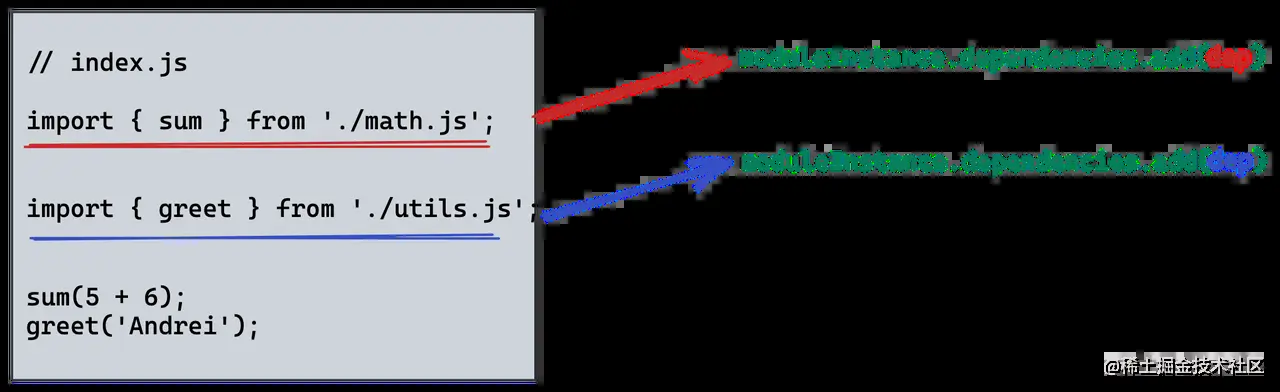 // index.js
import { sum } from './math.js';
moduleInstance.dependencies.add(dep)
import { greet } from './utils.js';
moduleInstance.dependencies.add(dep)
sum(5 + 6);
greet('Andrei');
@稀土掘金技术社区